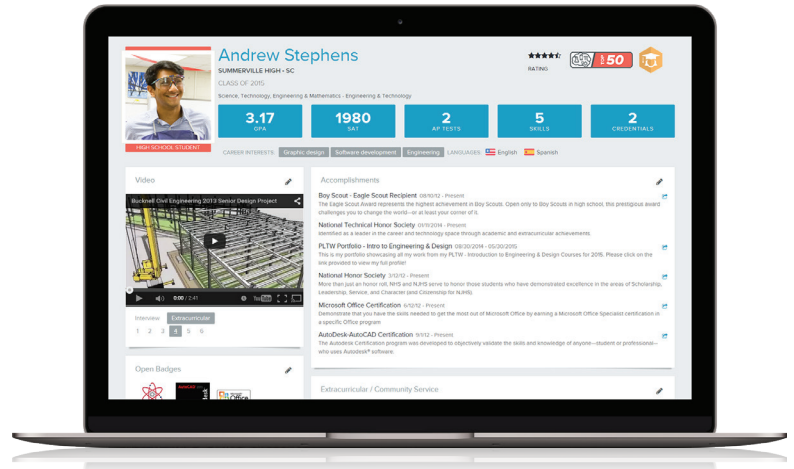 Andrew Stephens
SUMMERVILLE HIGH - SC
CLASS OF 2015
Science, Technology, Engineering & Mathematics - Engineering & Technology
RATING
50
3.17
GPA
1980
SAT
2
AP TESTS
5
SKILLS
2
CREDENTIALS
HIGH SCHOOL STUDENT
CAREER INTERESTS: Graphic design Software development Engineering LANGUAGES: English Spanish
Video
Bucknell Civil Engineering 2013 Senior Design Project
0:00 / 2:41
YouTube
Interview Extracurricular
1 2 3 4 5 6
Open Badges
Office
Accomplishments
Boy Scout - Eagle Scout Recipient 08/10/12 - Present
The Eagle Scout Award represents the highest achievement in Boy Scouts. Open only to Boy Scouts in high school, this prestigious award
challenges you to change the world—or at least your corner of it.
National Technical Honor Society 01/11/2014 - Present
Identified as a leader in the career and technology space through academic and extracurricular achievements.
PLTW Portfolio - Intro to Engineering & Design 08/30/2014 - 05/30/2015
This is my portfolio showcasing all my work from my PLTW - Introduction to Engineering & Design Courses for 2015. Please click on the
link provided to view my full profile!
National Honor Society 3/12/12 - Present
More than just an honor roll, NHS and NJHS serve to honor those students who have demonstrated excellence in the areas of Scholarship,
Leadership, Service, and Character (and Citizenship for NJHS).
Microsoft Office Certification 6/12/12 - Present
Demonstrate that you have the skills needed to get the most out of Microsoft Office by earning a Microsoft Office Specialist certification in
a specific Office program
AutoDesk-AutoCAD Certification 9/1/12 - Present
The Autodesk Certification program was developed to objectively validate the skills and knowledge of anyone—student or professional—
who uses Autodesk® software.
Extracurricular / Community Service